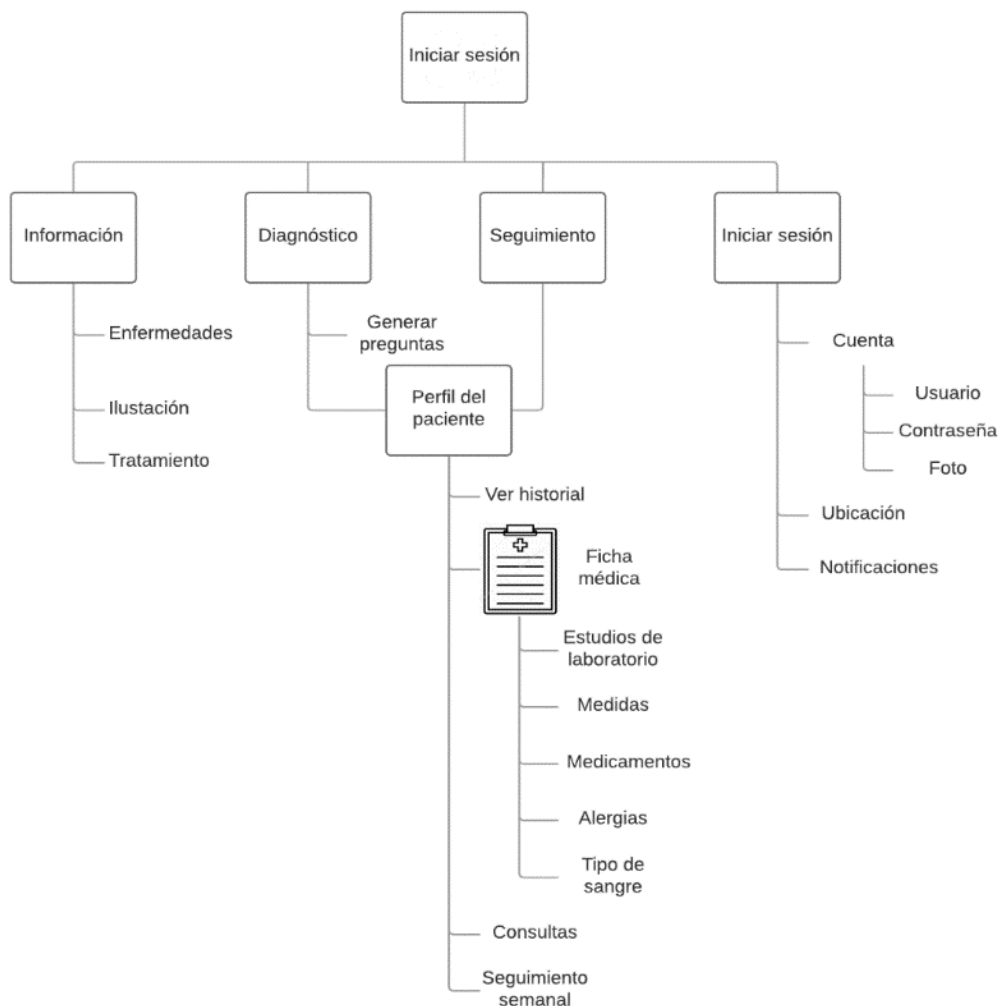 Iniciar sesión
Información
Diagnóstico
Seguimiento
Iniciar sesión
Enfermedades
Ilustación
Tratamiento
Generar
preguntas
Perfil del
paciente
Ver historial
Ficha
médica
Estudios de
laboratorio
Medidas
Medicamentos
Alergias
Tipo de
sangre
Consultas
Seguimiento
semanal
Cuenta
Usuario
Contraseña
Foto
Ubicación
Notificaciones